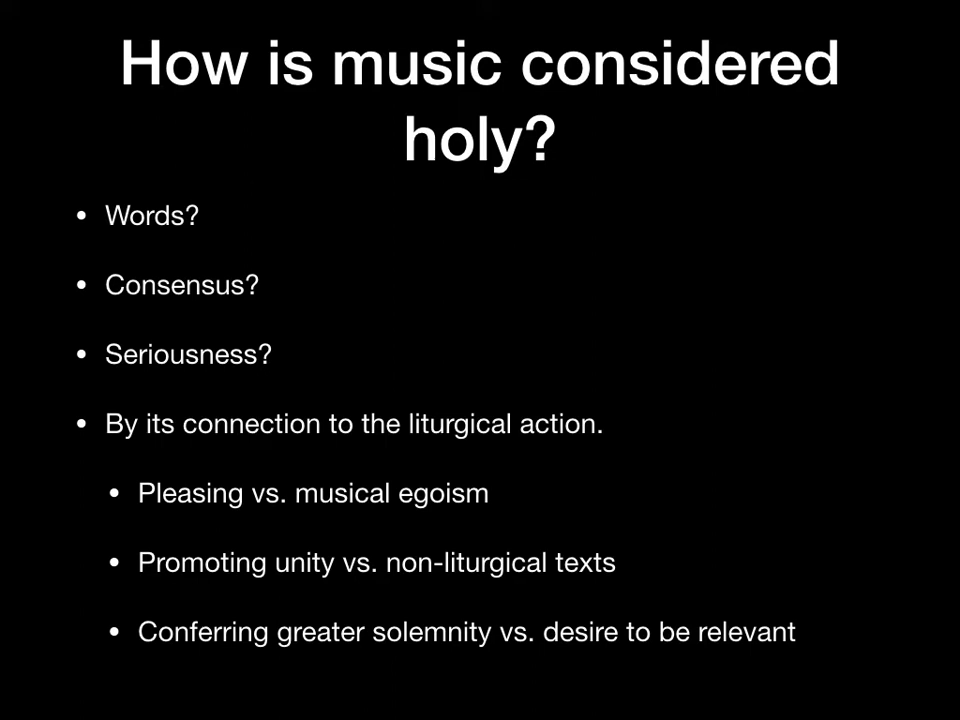 How is music considered
holy?
• Words?
• Consensus?
• Seriousness?
• By its connection to the liturgical action.
• Pleasing vs. musical egoism
• Promoting unity vs. non-liturgical texts
• Conferring greater solemnity vs. desire to be relevant